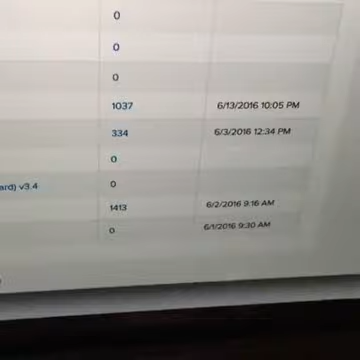 0
0
0
1037 6/13/2016 10:05 PM
334 6/3/2016 12:34 PM
0
ard) v3.4 0
1413 6/2/2016 9:16 AM
0 6/1/2016 9:30 AM